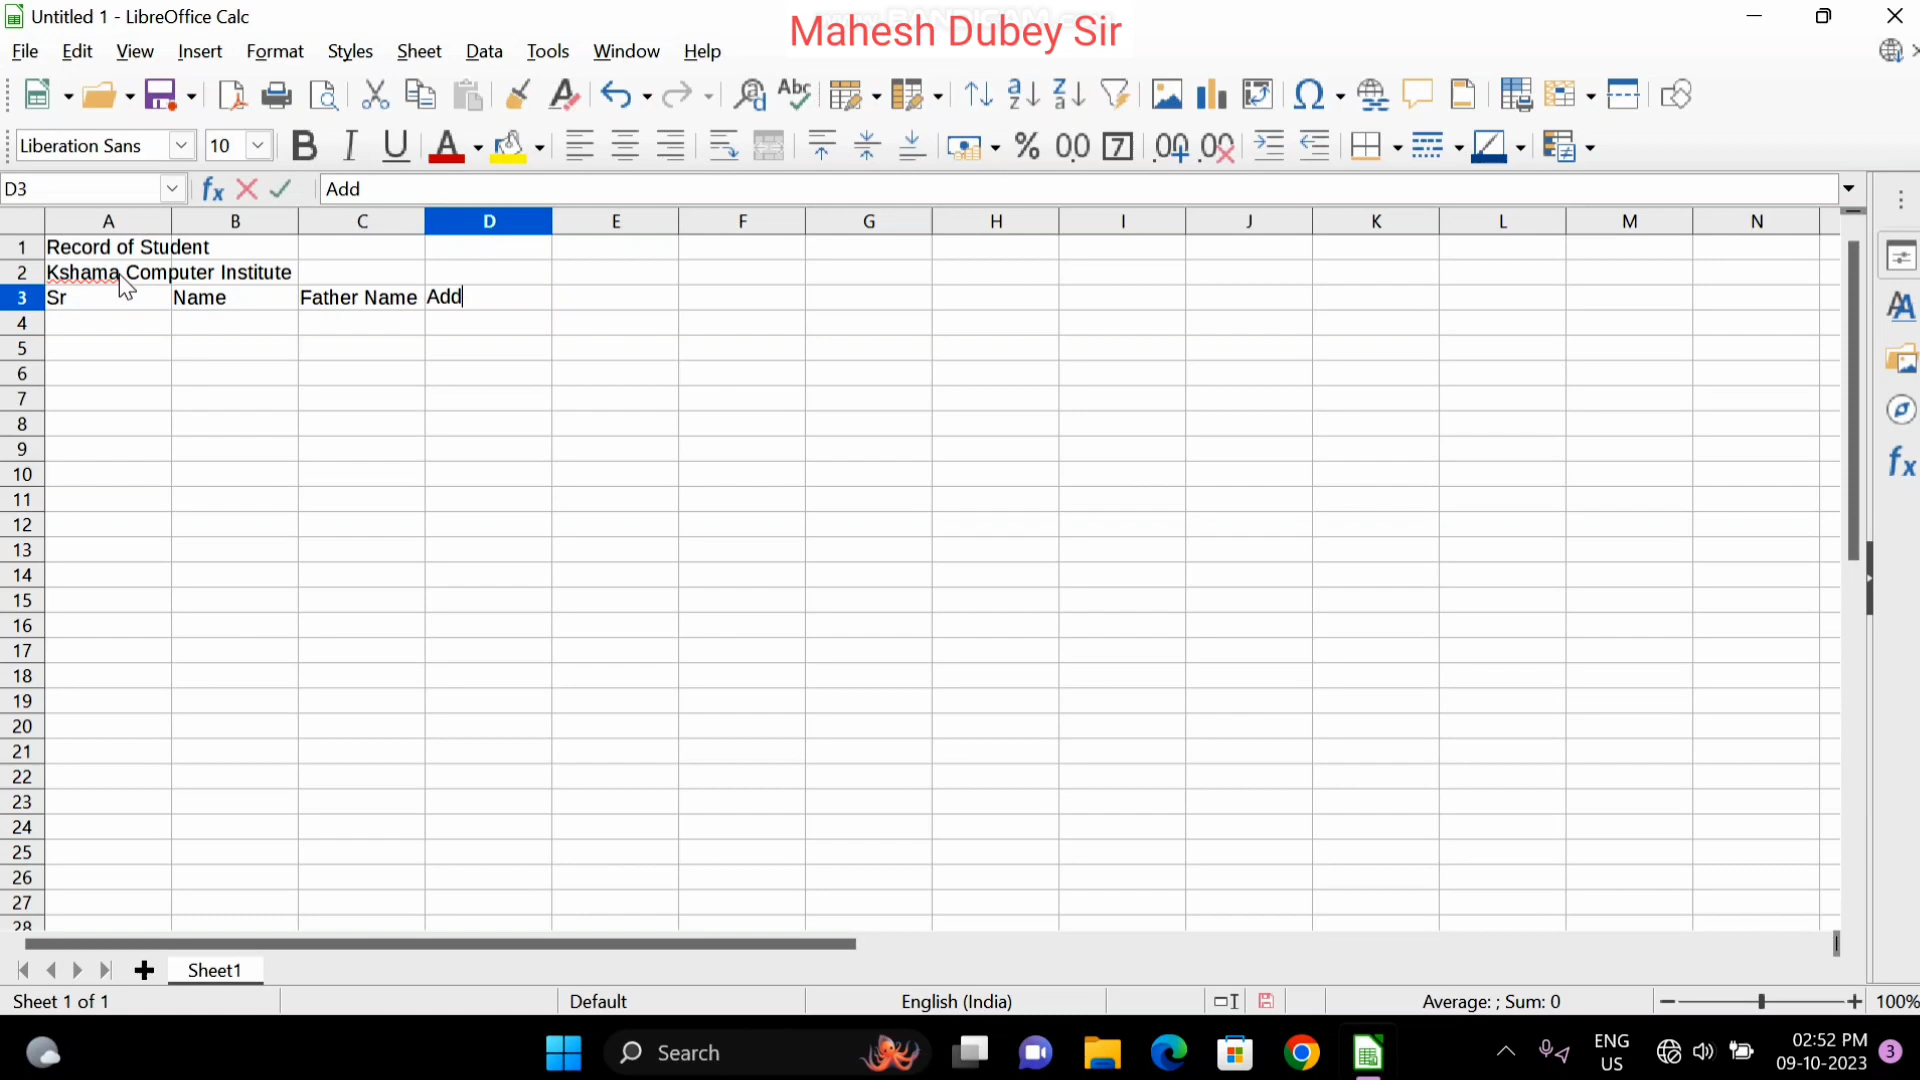 Untitled 1 - LibreOffice Calc
Mahesh Dubey Sir
File Edit View Insert Format Styles Sheet Data Tools Window Help
Liberation Sans 10
D3 Add
A B C D E F G H I J K L M N
1 Record of Student
2 Kshama Computer Institute
3 Sr Name Father Name Add
4
5
6
7
8
9
10
11
12
13
14
15
16
17
18
19
20
21
22
23
24
25
26
27
28
Sheet1
Sheet 1 of 1 Default English (India) Average: ; Sum: 0 100%
Search ENG US 02:52 PM 09-10-2023 3